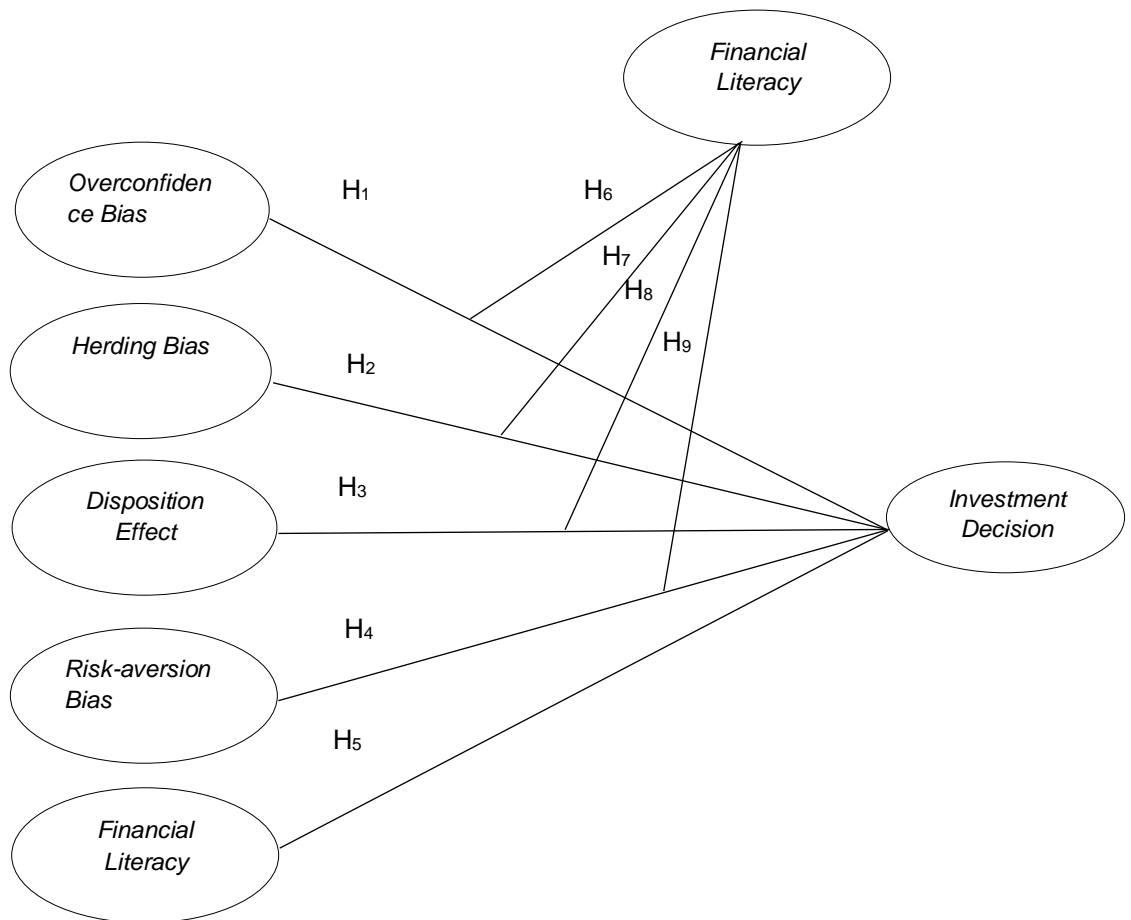 Financial
Literacy
Overconfiden
ce Bias
H1
H6
H7
H8
Herding Bias
H2
H9
Disposition
Effect
H3
Investment
Decision
Risk-aversion
Bias
H4
H5
Financial
Literacy